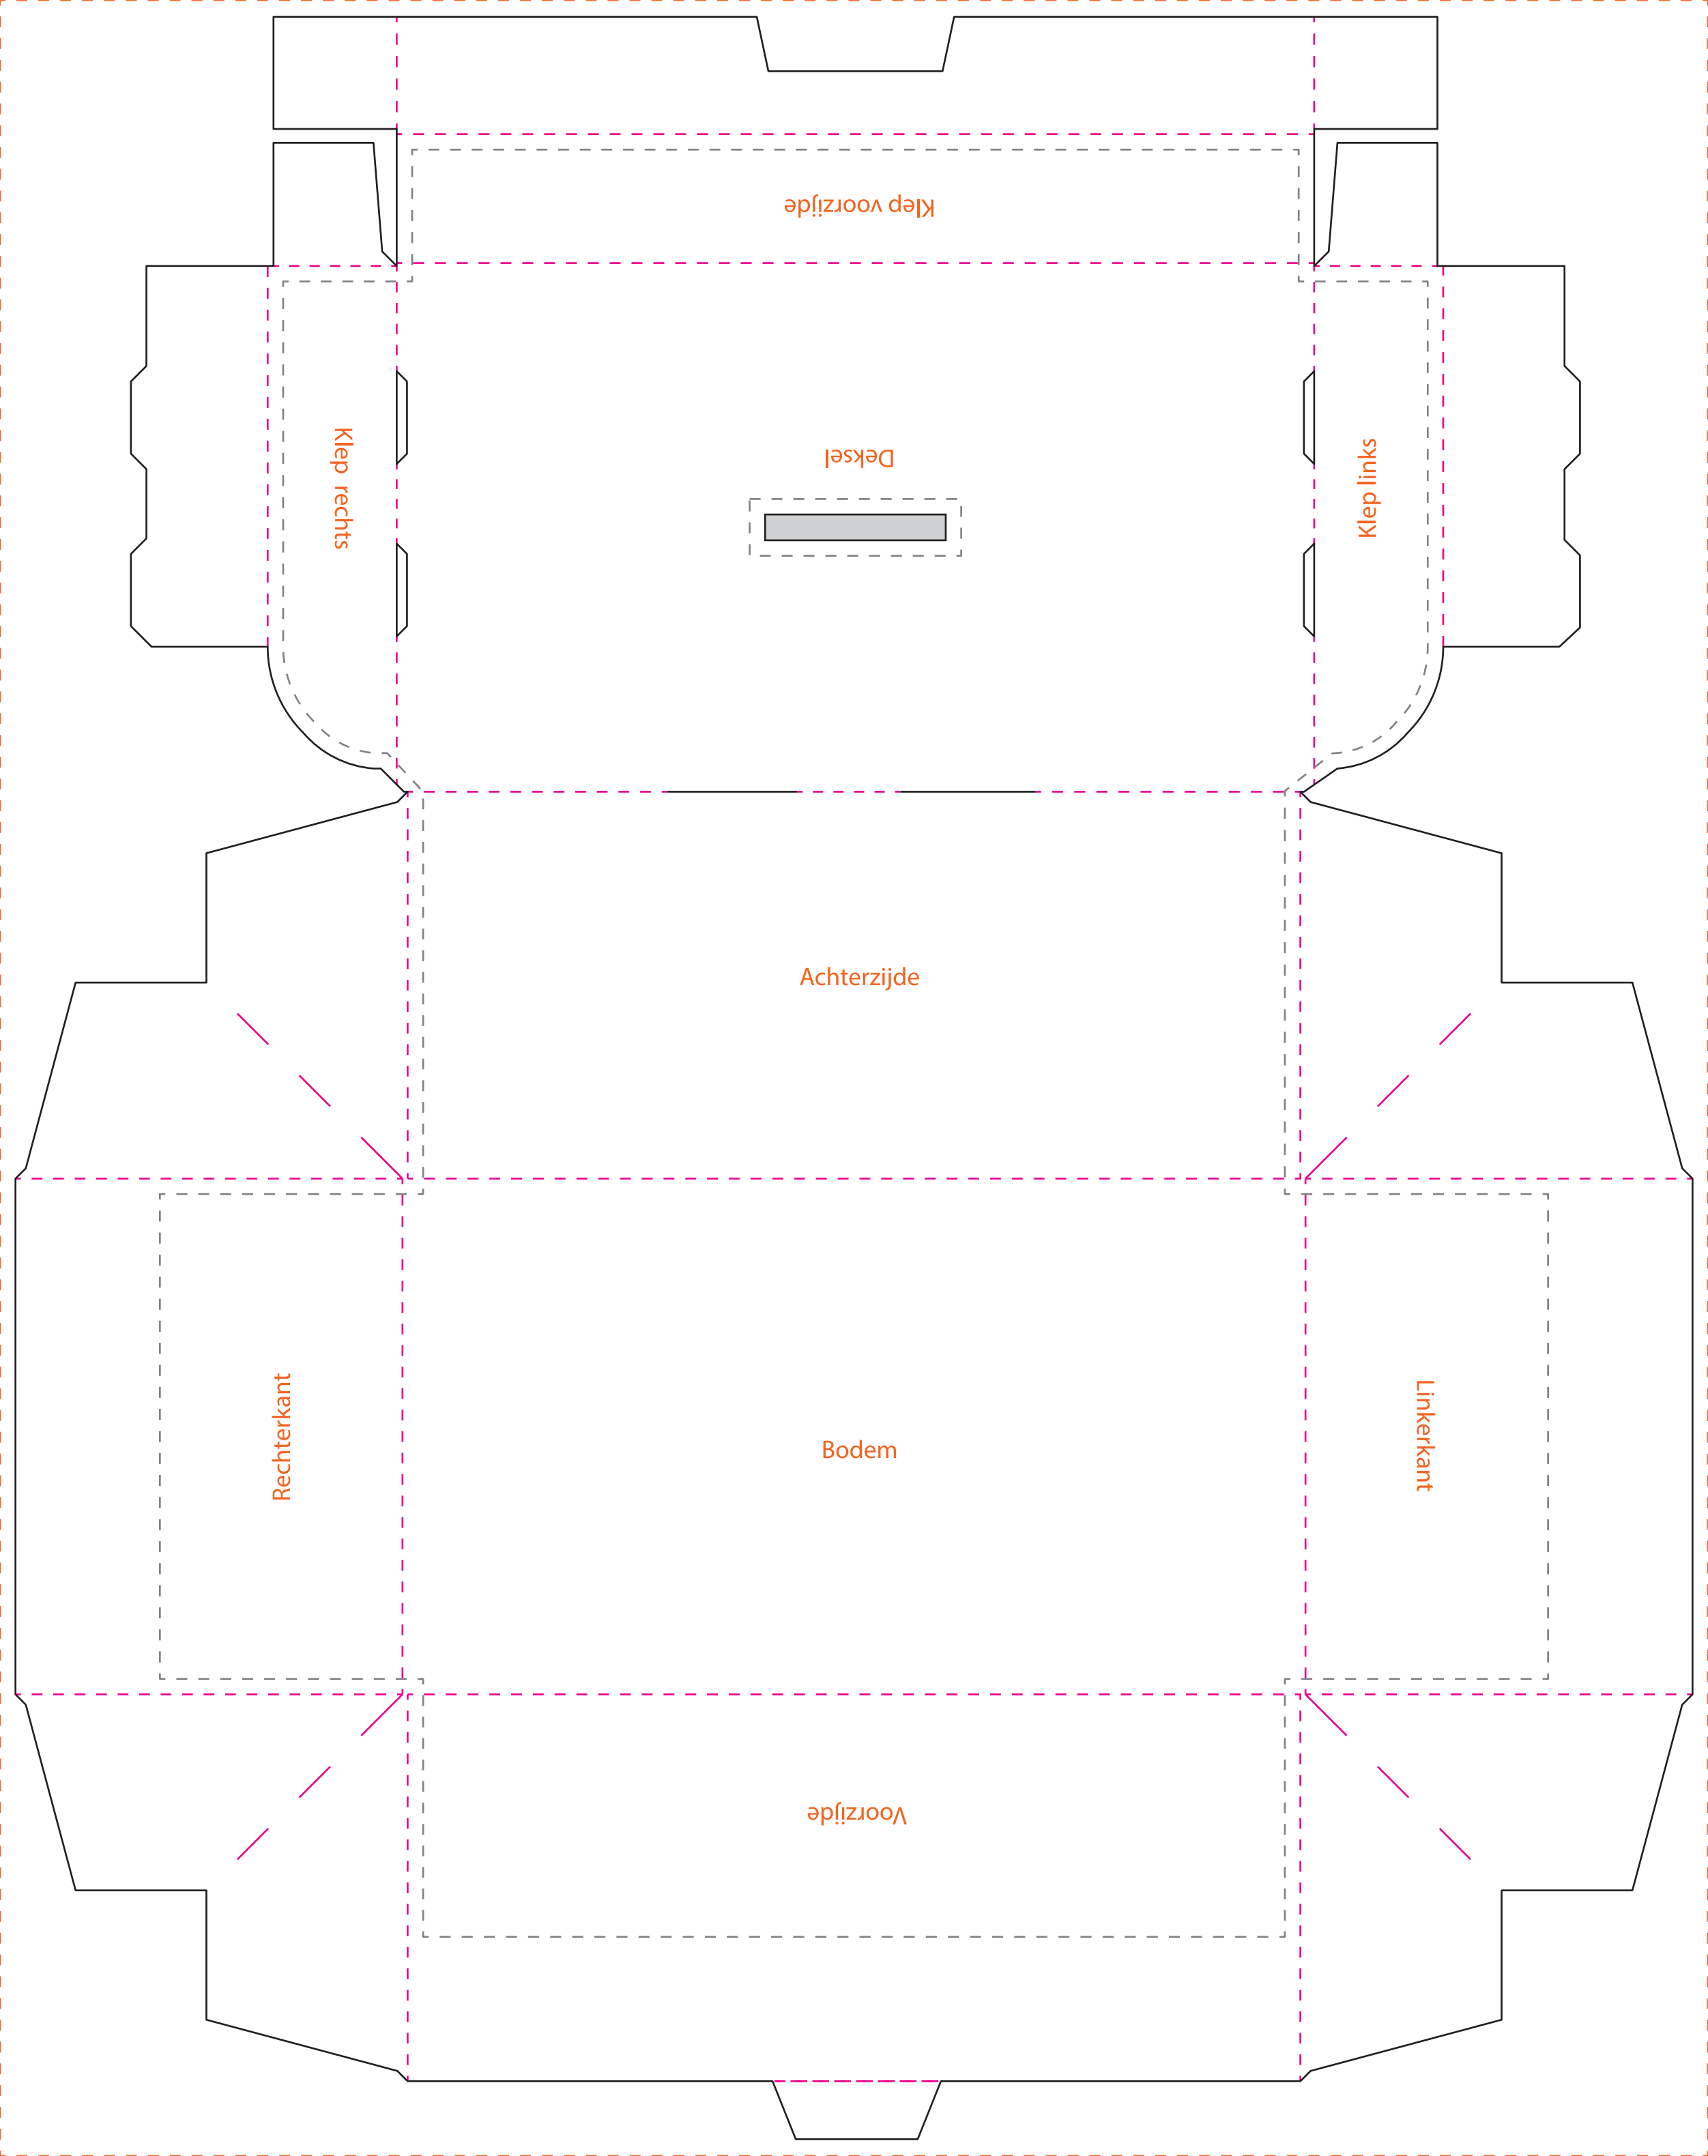 Klep voorzijde
Klep rechts
Deksel
Klep links
Achterzijde
Rechterkant
Bodem
Linkerkant
Voorzijde